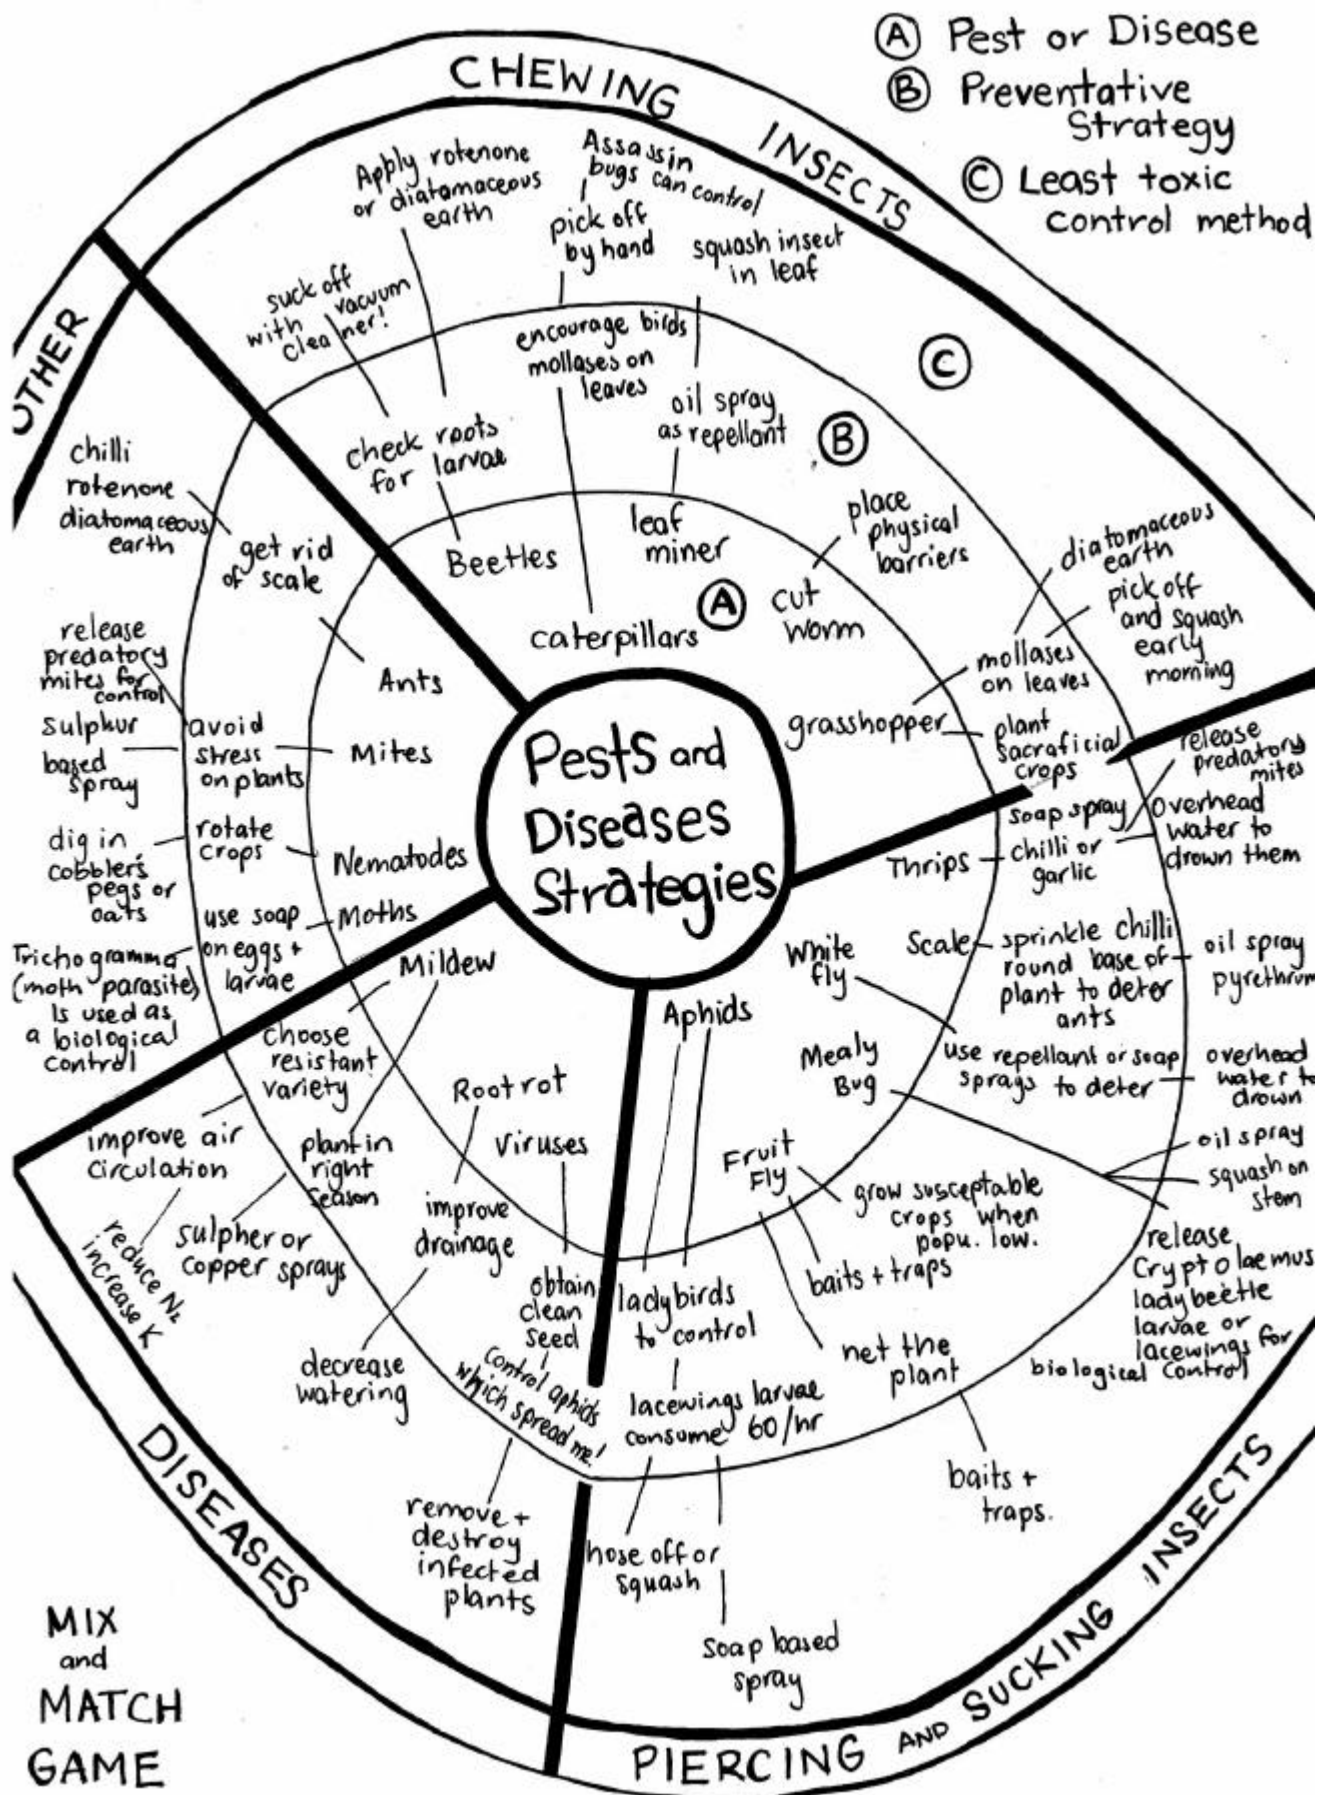 Ⓐ Pest or Disease
Ⓑ Preventative
Strategy
Ⓒ Least toxic
control method
CHEWING INSECTS
Apply rotenone
or diatamaceous
earth
Assassin
bugs can control
pick off
by hand
squash insect
in leaf
suck off
with vacuum
cleaner!
encourage birds
mollases on
leaves
oil spray
as repellant
check roots
for larvae
Ⓒ
Ⓑ
Beetles
leaf
miner
caterpillars
Ⓐ
cut
worm
place
physical
barriers
grasshopper
mollases
on leaves
plant
sacraficial
crops
diatomaceous
earth
pick off
and squash
early
morning
OTHER
chilli
rotenone
diatomaceous
earth
get rid
of scale
Ants
release
predatory
mites for
control
sulphur
based
spray
avoid
stress
on plants
Mites
dig in
cobblers
pegs or
oats
rotate
crops
Nematodes
use soap
on eggs +
larvae
Moths
Trichogramma
(moth parasite)
Is used as
a biological
control
Pests and
Diseases
Strategies
release
predatory
mites
soap spray
chilli or
garlic
Overhead
water to
drown them
Thrips
Scale
sprinkle chilli
round base of
plant to deter
ants
oil spray
pyrethrum
White
fly
use repellant or soap
sprays to deter
overhead
water to
drown
Mealy
Bug
oil spray
squash on
stem
release
Cryptolaemus
ladybeetle
larvae or
lacewings for
biological control
Fruit
Fly
grow susceptable
crops when
popu. low.
baits + traps
net the
plant
baits +
traps.
Aphids
ladybirds
to control
lacewings larvae
consume 60/hr
hose off or
squash
soap based
spray
PIERCING AND SUCKING INSECTS
Mildew
choose
resistant
variety
plant in
right
season
improve air
circulation
reduce N₂
increase K
sulpher or
copper sprays
Root rot
improve
drainage
decrease
watering
Viruses
obtain
clean
seed
control aphids
which spread me!
remove +
destroy
infected
plants
DISEASES
MIX
and
MATCH
GAME